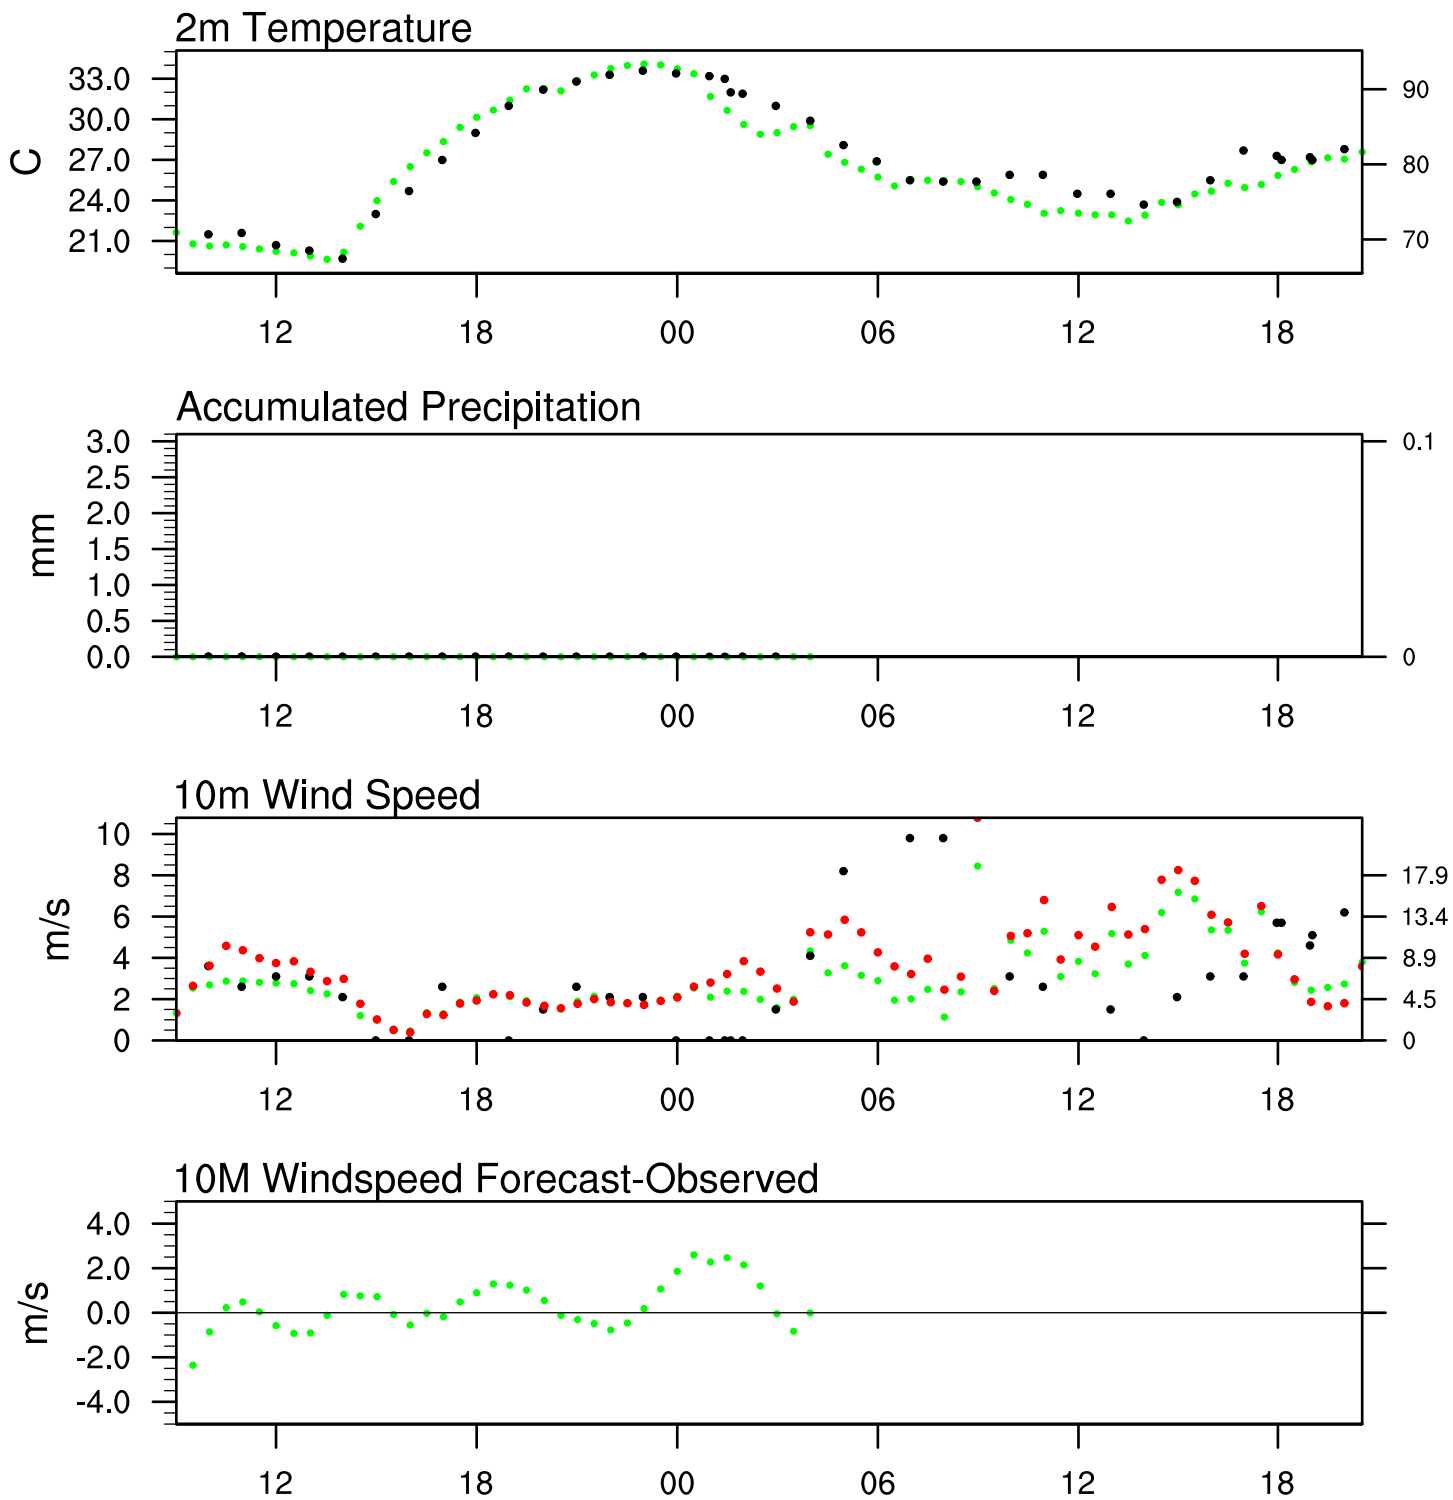 2m Temperature
33.0
30.0
27.0
24.0
21.0
C
90
80
70
12 18 00 06 12 18
Accumulated Precipitation
3.0
2.5
2.0
1.5
1.0
0.5
0.0
mm
0.1
0
12 18 00 06 12 18
10m Wind Speed
10
8
6
4
2
0
m/s
17.9
13.4
8.9
4.5
0
12 18 00 06 12 18
10M Windspeed Forecast-Observed
4.0
2.0
0.0
-2.0
-4.0
m/s
12 18 00 06 12 18